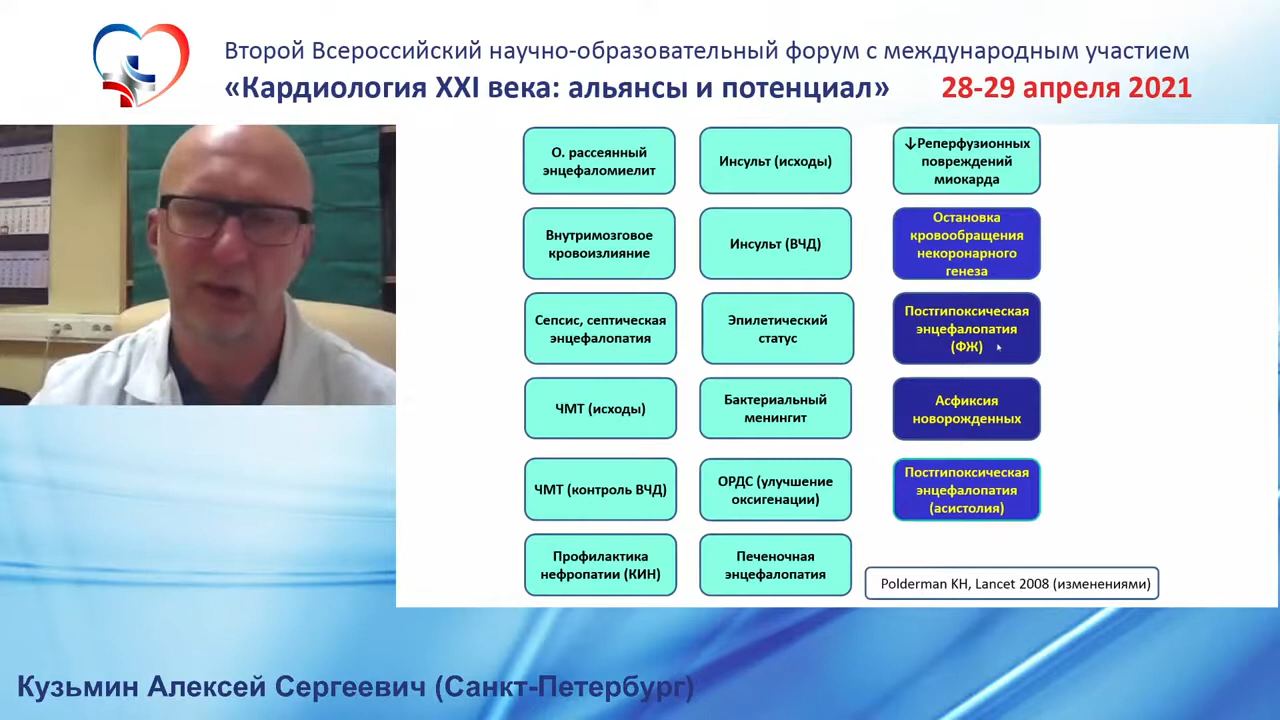 Второй Всероссийский научно-образовательный форум с международным участием
«Кардиология XXI века: альянсы и потенциал» 28-29 апреля 2021
О. рассеянный
энцефаломиелит
Инсульт (исходы)
↓Реперфузионных
повреждений
миокарда
Внутримозговое
кровоизлияние
Инсульт (ВЧД)
Остановка
кровообращения
некоронарного
генеза
Сепсис, септическая
энцефалопатия
Эпилетический
статус
Постгипоксическая
энцефалопатия
(ФЖ)
ЧМТ (исходы)
Бактериальный
менингит
Асфиксия
новорожденных
ЧМТ (контроль ВЧД)
ОРДС (улучшение
оксигенации)
Постгипоксическая
энцефалопатия
(асистолия)
Профилактика
нефропатии (КИН)
Печеночная
энцефалопатия
Polderman KH, Lancet 2008 (изменениями)
Кузьмин Алексей Сергеевич (Санкт-Петербург)